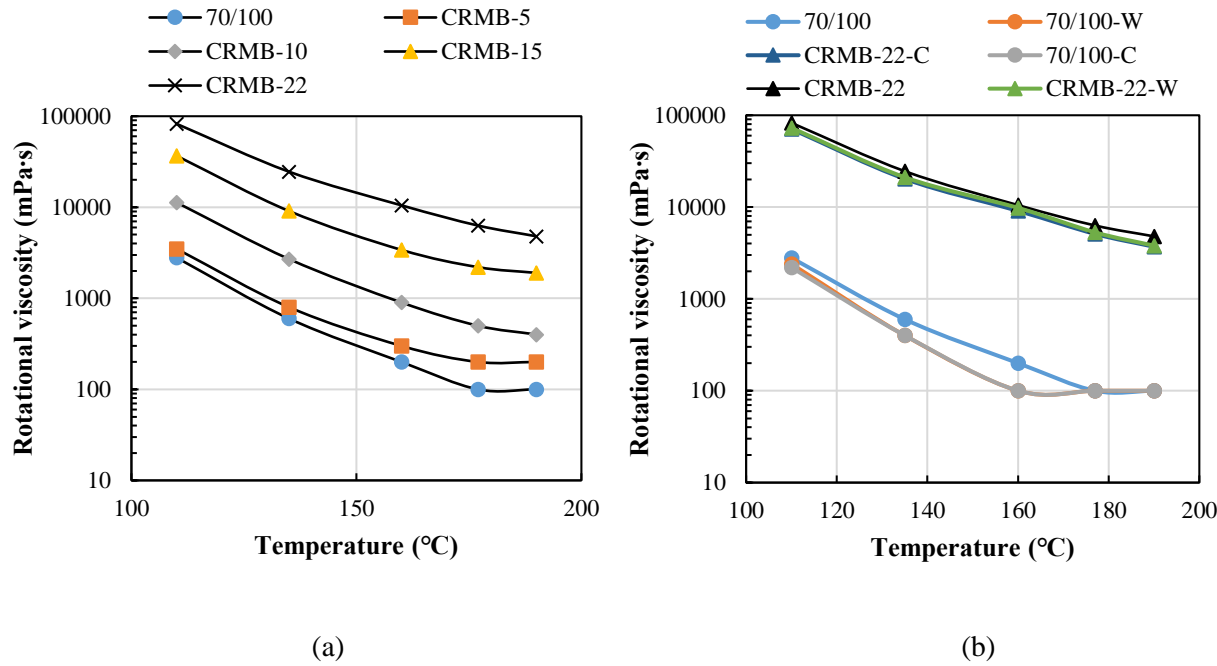 70/100 CRMB-5
CRMB-10 CRMB-15
CRMB-22
100000
10000
1000
100
10
100 150 200
Rotational viscosity (mPa·s)
Temperature (°C)
(a)
70/100 70/100-W
CRMB-22-C 70/100-C
CRMB-22 CRMB-22-W
100000
10000
1000
100
10
100 120 140 160 180 200
Rotational viscosity (mPa·s)
Temperature (°C)
(b)